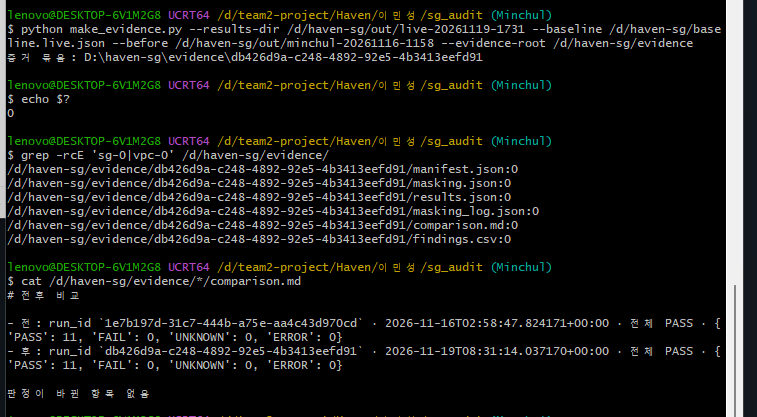 lenovo@DESKTOP-6V1M2G8 UCRT64 /d/team2-project/Haven/이민성/sg_audit (Minchul)
$ python make_evidence.py --results-dir /d/haven-sg/out/live-20261119-1731 --baseline /d/haven-sg/base
line.live.json --before /d/haven-sg/out/minchul-20261116-1158 --evidence-root /d/haven-sg/evidence
증거 묶음: D:\haven-sg\evidence\db426d9a-c248-4892-92e5-4b3413eefd91
lenovo@DESKTOP-6V1M2G8 UCRT64 /d/team2-project/Haven/이민성/sg_audit (Minchul)
$ echo $?
0
lenovo@DESKTOP-6V1M2G8 UCRT64 /d/team2-project/Haven/이민성/sg_audit (Minchul)
$ grep -rcE 'sg-0|vpc-0' /d/haven-sg/evidence/
/d/haven-sg/evidence/db426d9a-c248-4892-92e5-4b3413eefd91/manifest.json:0
/d/haven-sg/evidence/db426d9a-c248-4892-92e5-4b3413eefd91/masking.json:0
/d/haven-sg/evidence/db426d9a-c248-4892-92e5-4b3413eefd91/results.json:0
/d/haven-sg/evidence/db426d9a-c248-4892-92e5-4b3413eefd91/masking_log.json:0
/d/haven-sg/evidence/db426d9a-c248-4892-92e5-4b3413eefd91/comparison.md:0
/d/haven-sg/evidence/db426d9a-c248-4892-92e5-4b3413eefd91/findings.csv:0
lenovo@DESKTOP-6V1M2G8 UCRT64 /d/team2-project/Haven/이민성/sg_audit (Minchul)
$ cat /d/haven-sg/evidence/*/comparison.md
# 전후 비교
- 전: run_id `1e7b197d-31c7-444b-a75e-aa4c43d970cd` · 2026-11-16T02:58:47.824171+00:00 · 전체 PASS · {
'PASS': 11, 'FAIL': 0, 'UNKNOWN': 0, 'ERROR': 0}
- 후: run_id `db426d9a-c248-4892-92e5-4b3413eefd91` · 2026-11-19T08:31:14.037170+00:00 · 전체 PASS · {
'PASS': 11, 'FAIL': 0, 'UNKNOWN': 0, 'ERROR': 0}
판정이 바뀐 항목 없음